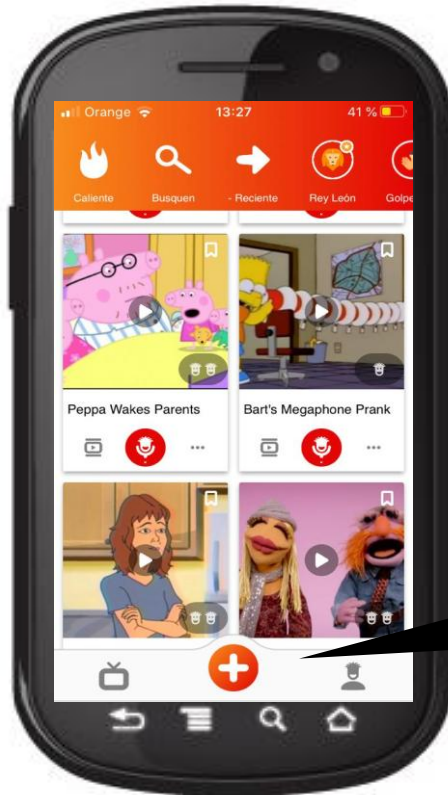 Orange 13:27 41 %
Caliente Busquen - Reciente Rey León Golpe
Peppa Wakes Parents Bart's Megaphone Prank